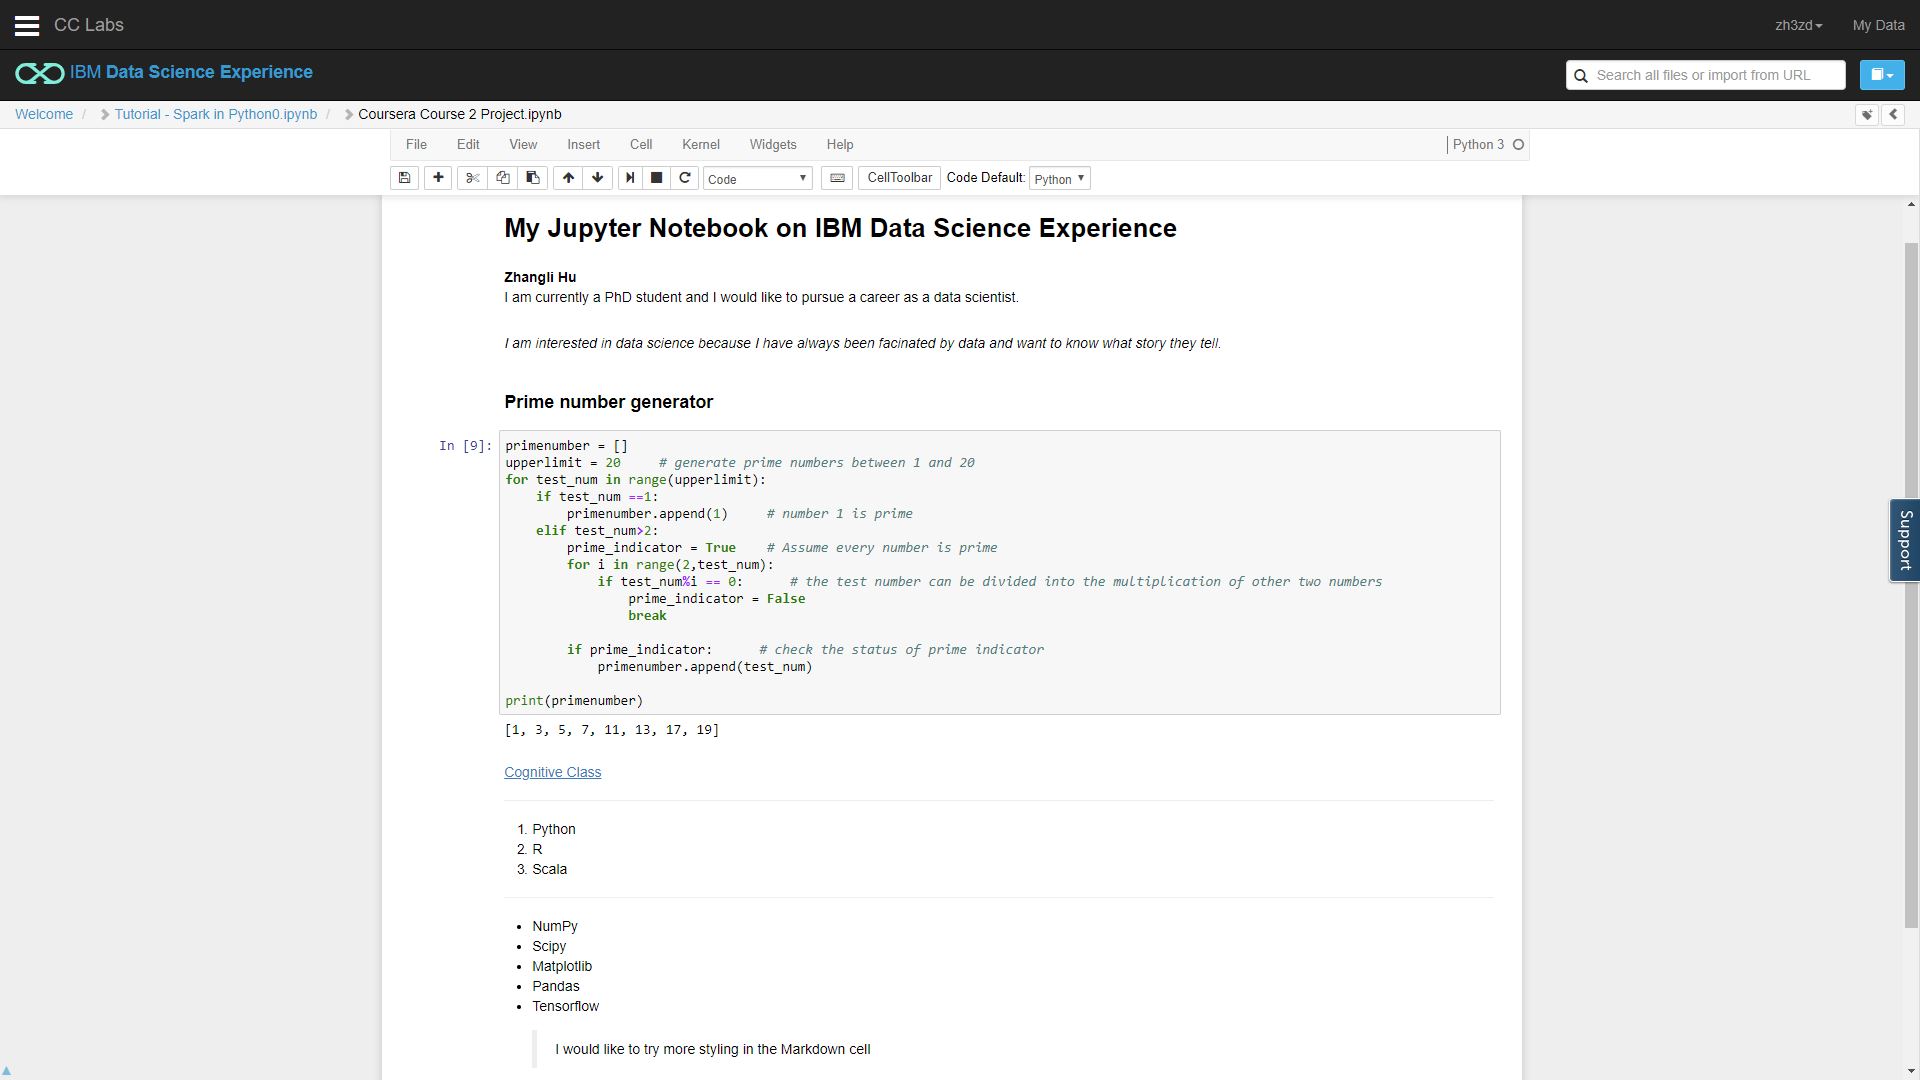 CC Labs
zh3zd
My Data
IBM Data Science Experience
Search all files or import from URL
Welcome / Tutorial - Spark in Python0.ipynb / Coursera Course 2 Project.ipynb
File Edit View Insert Cell Kernel Widgets Help
Python 3
Code
CellToolbar
Code Default:
Python
My Jupyter Notebook on IBM Data Science Experience
Zhangli Hu
I am currently a PhD student and I would like to pursue a career as a data scientist.
I am interested in data science because I have always been facinated by data and want to know what story they tell.
Prime number generator
In [9]:
primenumber = []
upperlimit = 20     # generate prime numbers between 1 and 20
for test_num in range(upperlimit):
    if test_num ==1:
        primenumber.append(1)     # number 1 is prime
    elif test_num>2:
        prime_indicator = True    # Assume every number is prime
        for i in range(2,test_num):
            if test_num%i == 0:      # the test number can be divided into the multiplication of other two numbers
                prime_indicator = False
                break
        if prime_indicator:      # check the status of prime indicator
            primenumber.append(test_num)
print(primenumber)
[1, 3, 5, 7, 11, 13, 17, 19]
Cognitive Class
1. Python
2. R
3. Scala
• NumPy
• Scipy
• Matplotlib
• Pandas
• Tensorflow
I would like to try more styling in the Markdown cell
Support